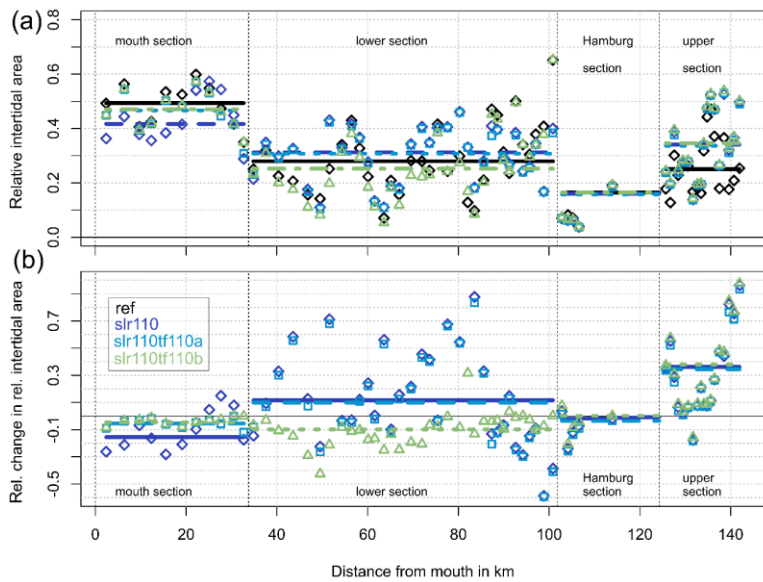 (a)
0.8
0.6
0.4
0.2
0.0
Relative intertidal area
mouth section
lower section
Hamburg
section
upper
section
(b)
0.7
0.3
-0.1
-0.5
Rel. change in rel. intertidal area
ref
slr110
slr110tf110a
slr110tf110b
mouth section
lower section
Hamburg
section
upper
section
0
20
40
60
80
100
120
140
Distance from mouth in km